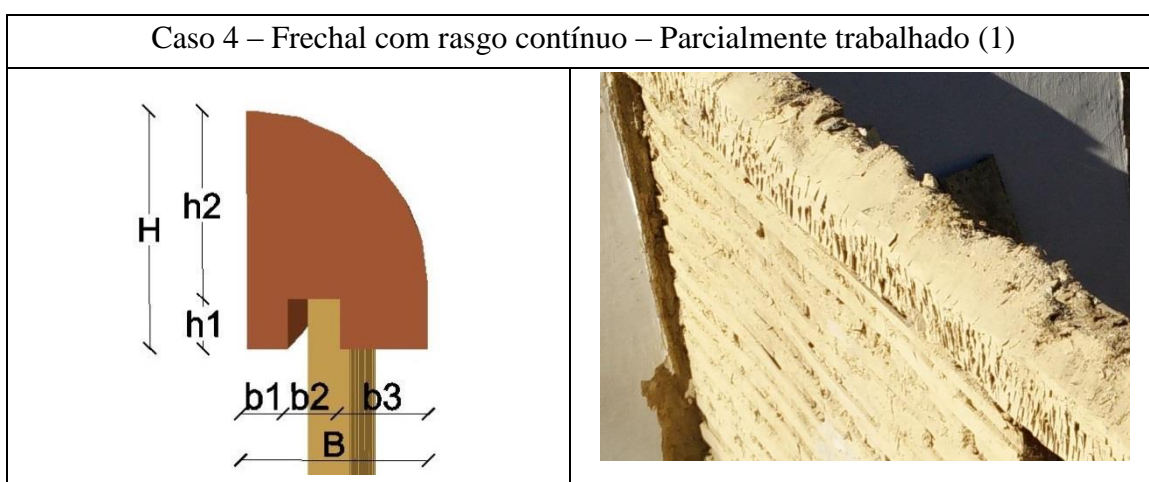 Caso 4 – Frechal com rasgo contínuo – Parcialmente trabalhado (1)
H
h2
h1
b1 b2 b3
B